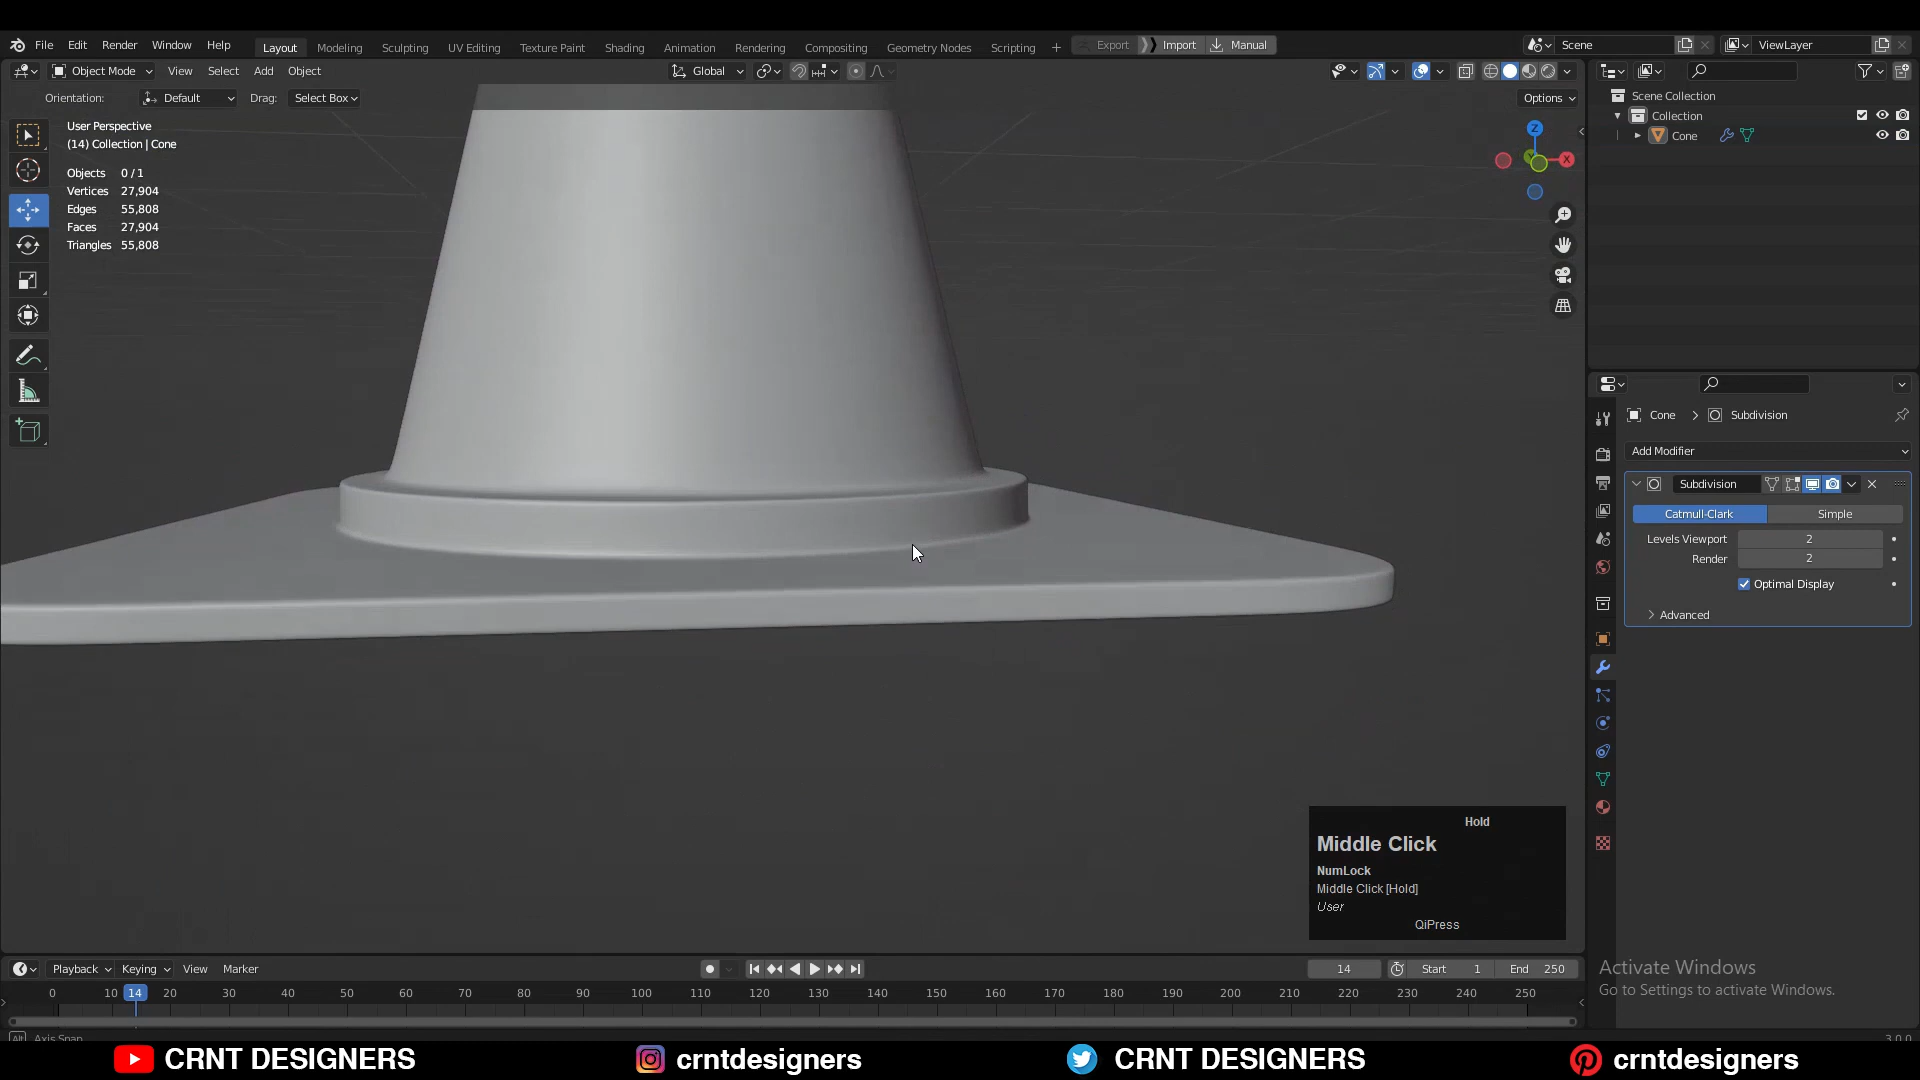 File Edit Render Window Help Layout Modeling Sculpting UV Editing Texture Paint Shading Animation Rendering Compositing Geometry Nodes Scripting + Export Import Manual Scene ViewLayer
Object Mode View Select Add Object Global
Orientation: Default Drag: Select Box Options
User Perspective
(14) Collection | Cone
Objects 0 / 1
Vertices 27,904
Edges 55,808
Faces 27,904
Triangles 55,808
Z
X
Scene Collection
Collection
Cone
Cone > Subdivision
Add Modifier
Subdivision
Catmull-Clark Simple
Levels Viewport 2
Render 2
Optimal Display
Advanced
Hold
Middle Click
NumLock
Middle Click [Hold]
User
QiPress
Activate Windows
Go to Settings to activate Windows.
Playback Keying View Marker 14 Start 1 End 250
0 10 14 20 30 40 50 60 70 80 90 100 110 120 130 140 150 160 170 180 190 200 210 220 230 240 250
Alt Axis Snap 3.0.0
CRNT DESIGNERS crntdesigners CRNT DESIGNERS crntdesigners